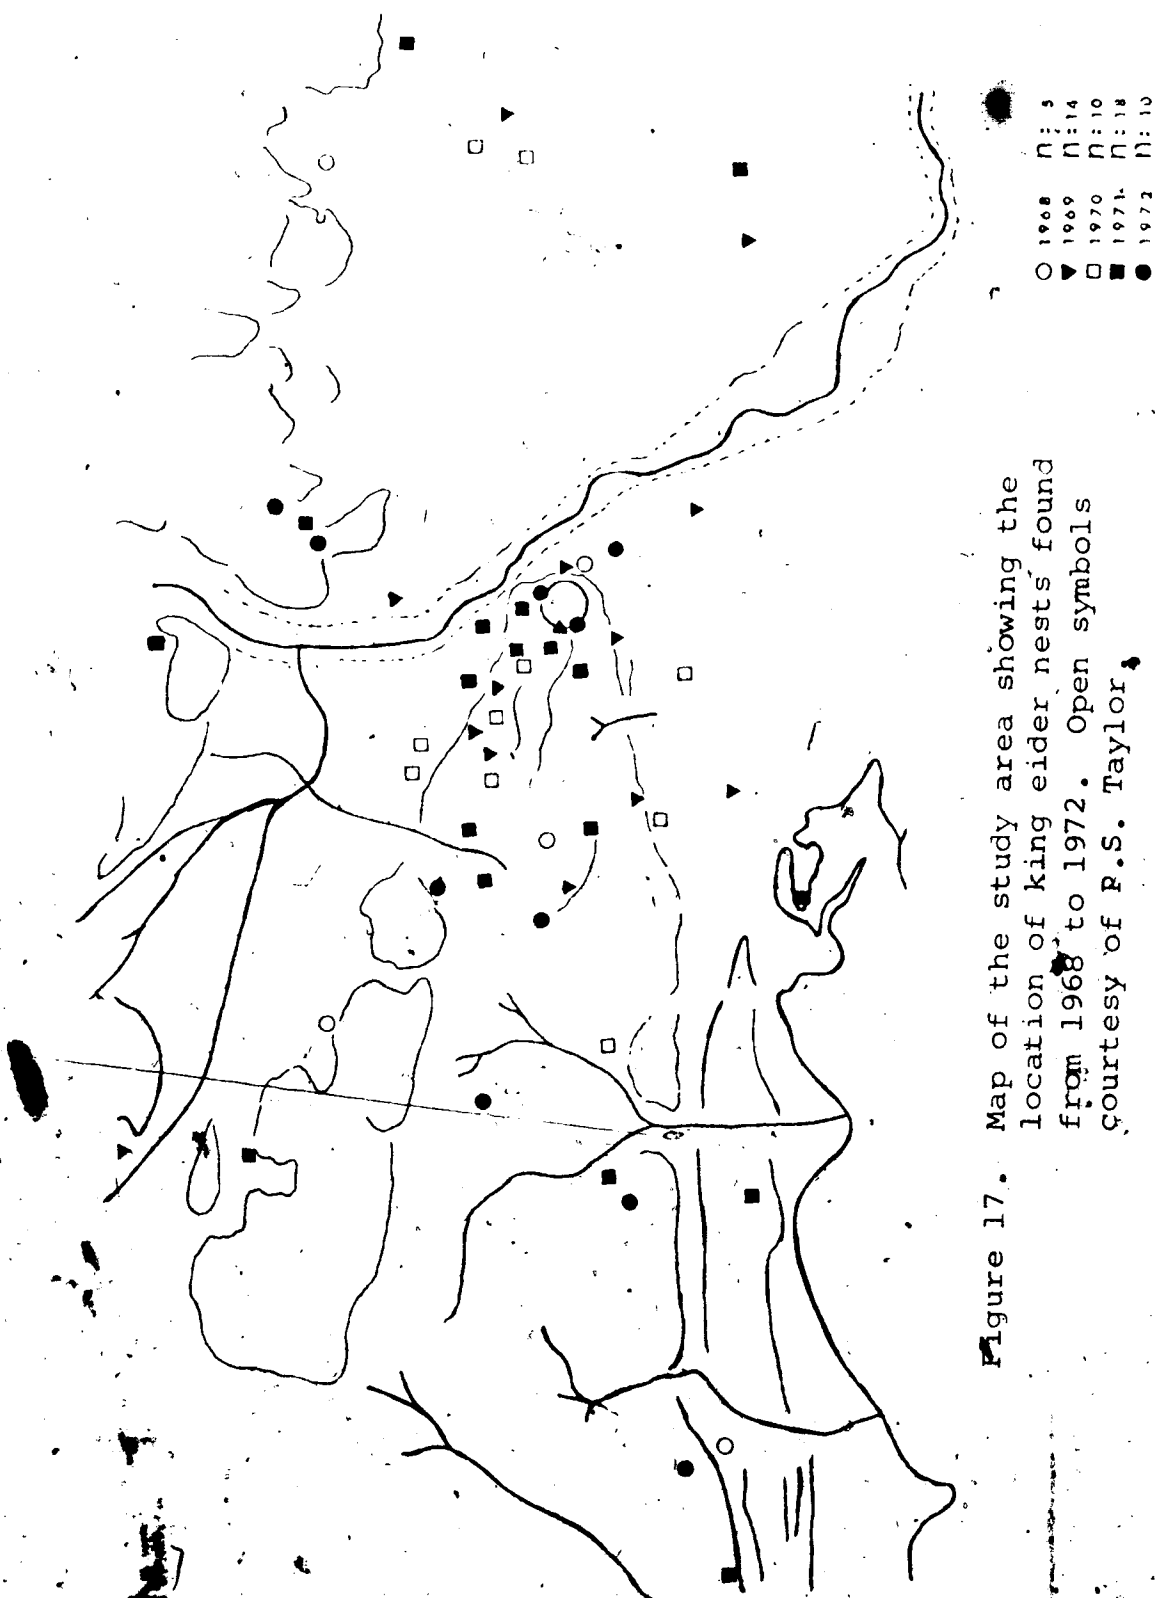 ○ 1968 n: 5
▼ 1969 n: 14
□ 1970 n: 10
■ 1971 n: 18
● 1972 n: 10
Figure 17. Map of the study area showing the
location of king eider nests found
from 1968 to 1972. Open symbols
courtesy of P.S. Taylor.